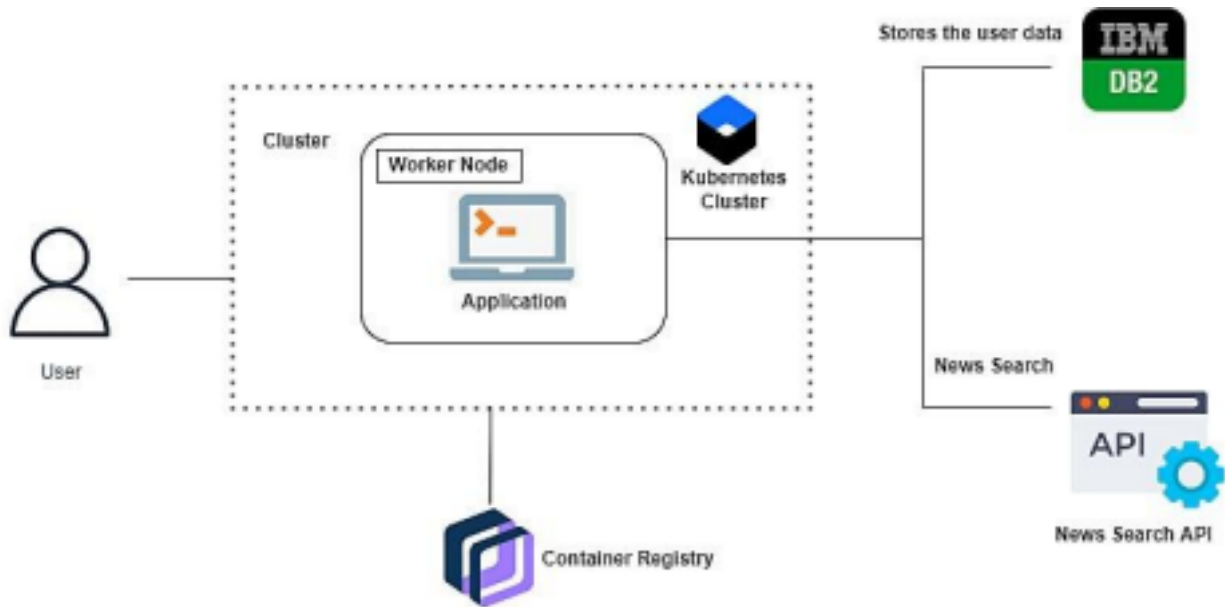 Stores the user data
IBM
DB2
Cluster
Worker Node
Kubernetes
Cluster
Application
User
News Search
API
News Search API
Container Registry